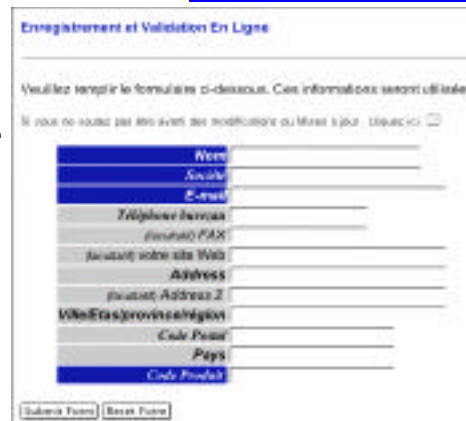 Enregistrement et Validation En Ligne
Veuillez remplir le formulaire ci-dessous. Ces informations seront utilisée
Si vous ne voulez pas être averti des modifications ou Mises à jour : cliquez ici
Nom
Société
E-mail
Téléphone bureau
(facultatif) FAX
(facultatif) votre site Web
Address
(facultatif) Address 2
Ville/Etas/province/région
Code Postal
Pays
Code Produit
Submit Form Reset Form